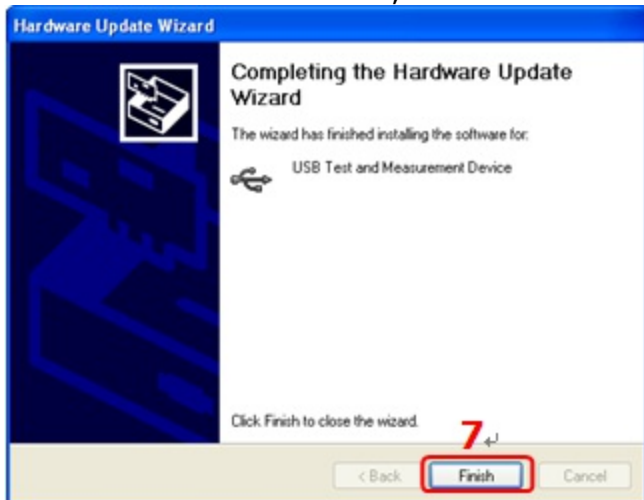 Hardware Update Wizard
Completing the Hardware Update
Wizard
The wizard has finished installing the software for:
USB Test and Measurement Device
Click Finish to close the wizard.
7
< Back
Finish
Cancel